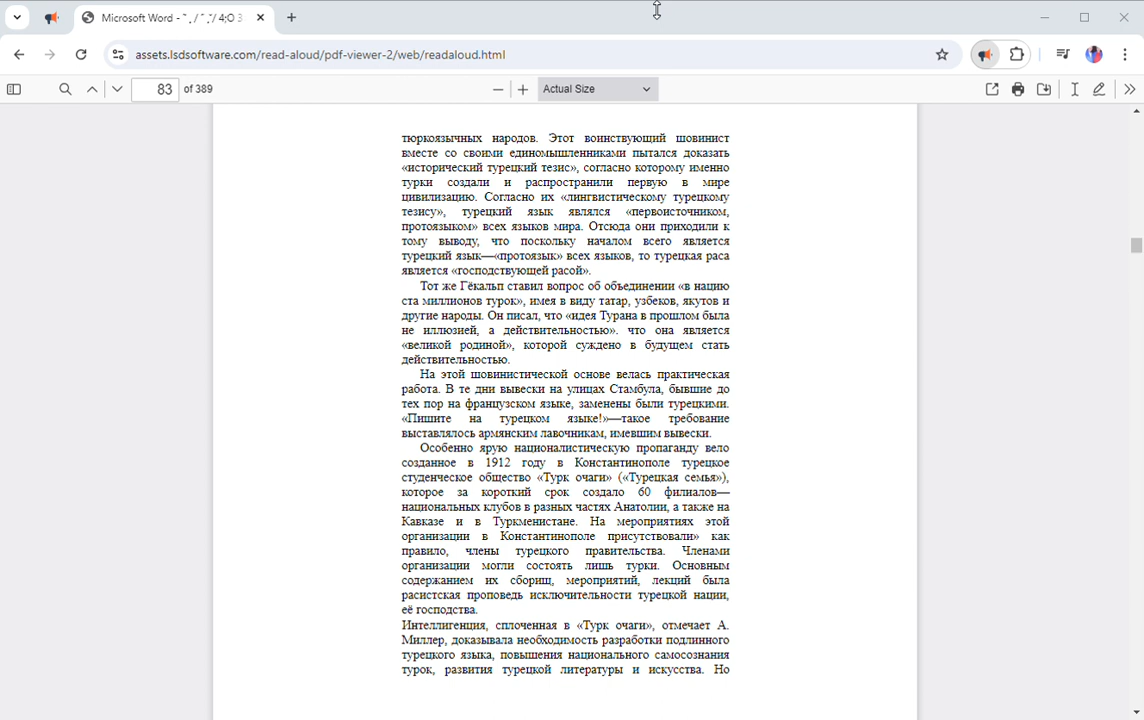 Microsoft Word - ˜ ˛ / ˜ ˛˜/ 4;О 3
assets.lsdsoftware.com/read-aloud/pdf-viewer-2/web/readaloud.html
83 of 389
Actual Size
тюркоязычных народов. Этот воинствующий шовинист
вместе со своими единомышленниками пытался доказать
«исторический турецкий тезис», согласно которому именно
турки создали и распространили первую в мире
цивилизацию. Согласно их «лингвистическому турецкому
тезису», турецкий язык являлся «первоисточником,
протоязыком» всех языков мира. Отсюда они приходили к
тому выводу, что поскольку началом всего является
турецкий язык—«протоязык» всех языков, то турецкая раса
является «господствующей расой».
Тот же Гёкальп ставил вопрос об объединении «в нацию
ста миллионов турок», имея в виду татар, узбеков, якутов и
другие народы. Он писал, что «идея Турана в прошлом была
не иллюзией, а действительностью». что она является
«великой родиной», которой суждено в будущем стать
действительностью.
На этой шовинистической основе велась практическая
работа. В те дни вывески на улицах Стамбула, бывшие до
тех пор на французском языке, заменены были турецкими.
«Пишите на турецком языке!»—такое требование
выставлялось армянским лавочникам, имевшим вывески.
Особенно ярую националистическую пропаганду вело
созданное в 1912 году в Константинополе турецкое
студенческое общество «Турк очаги» («Турецкая семья»),
которое за короткий срок создало 60 филиалов—
национальных клубов в разных частях Анатолии, а также на
Кавказе и в Туркменистане. На мероприятиях этой
организации в Константинополе присутствовали» как
правило, члены турецкого правительства. Членами
организации могли состоять лишь турки. Основным
содержанием их сборищ, мероприятий, лекций была
расистская проповедь исключительности турецкой нации,
её господства.
Интеллигенция, сплоченная в «Турк очаги», отмечает А.
Миллер, доказывала необходимость разработки подлинного
турецкого языка, повышения национального самосознания
турок, развития турецкой литературы и искусства. Но